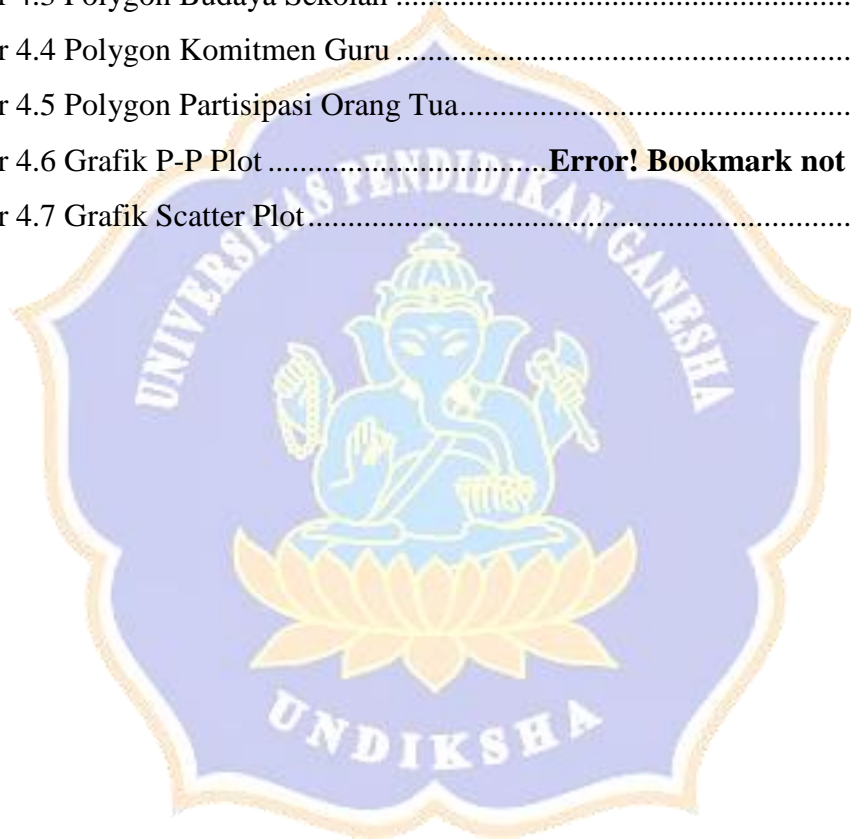 r 4.3 Polygon Budaya Sekolah ............................................................
r 4.4 Polygon Komitmen Guru ............................................................
r 4.5 Polygon Partisipasi Orang Tua....................................................
r 4.6 Grafik P-P Plot ..............................Error! Bookmark not
r 4.7 Grafik Scatter Plot.......................................................................
UNIVERSITAS PENDIDIKAN GANESHA
UNDIKSHA